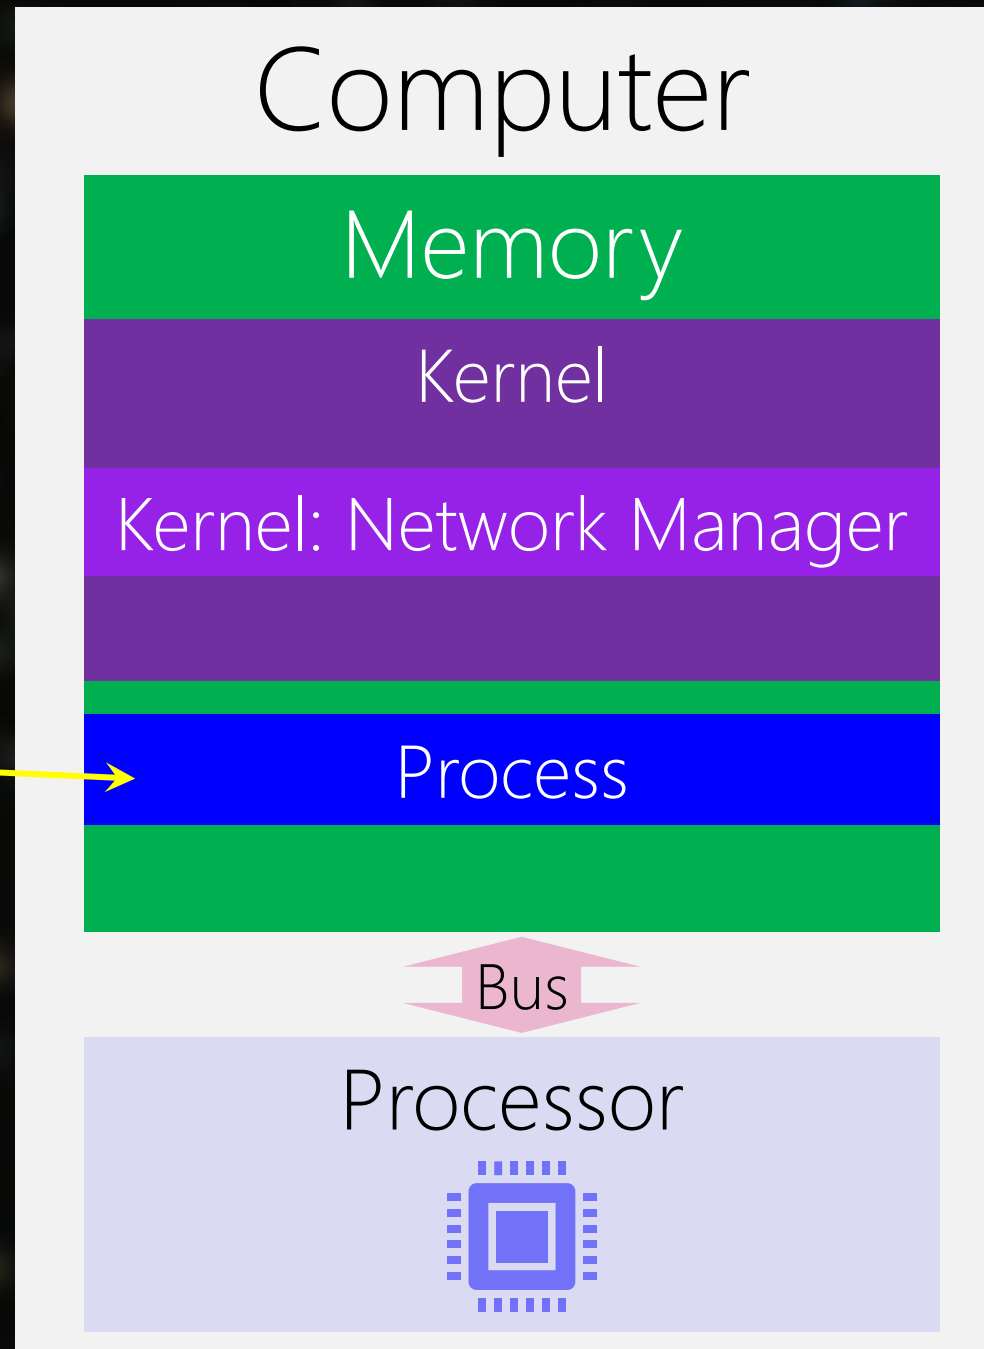 Computer
Memory
Kernel
Kernel: Network Manager
Process
Bus
Processor